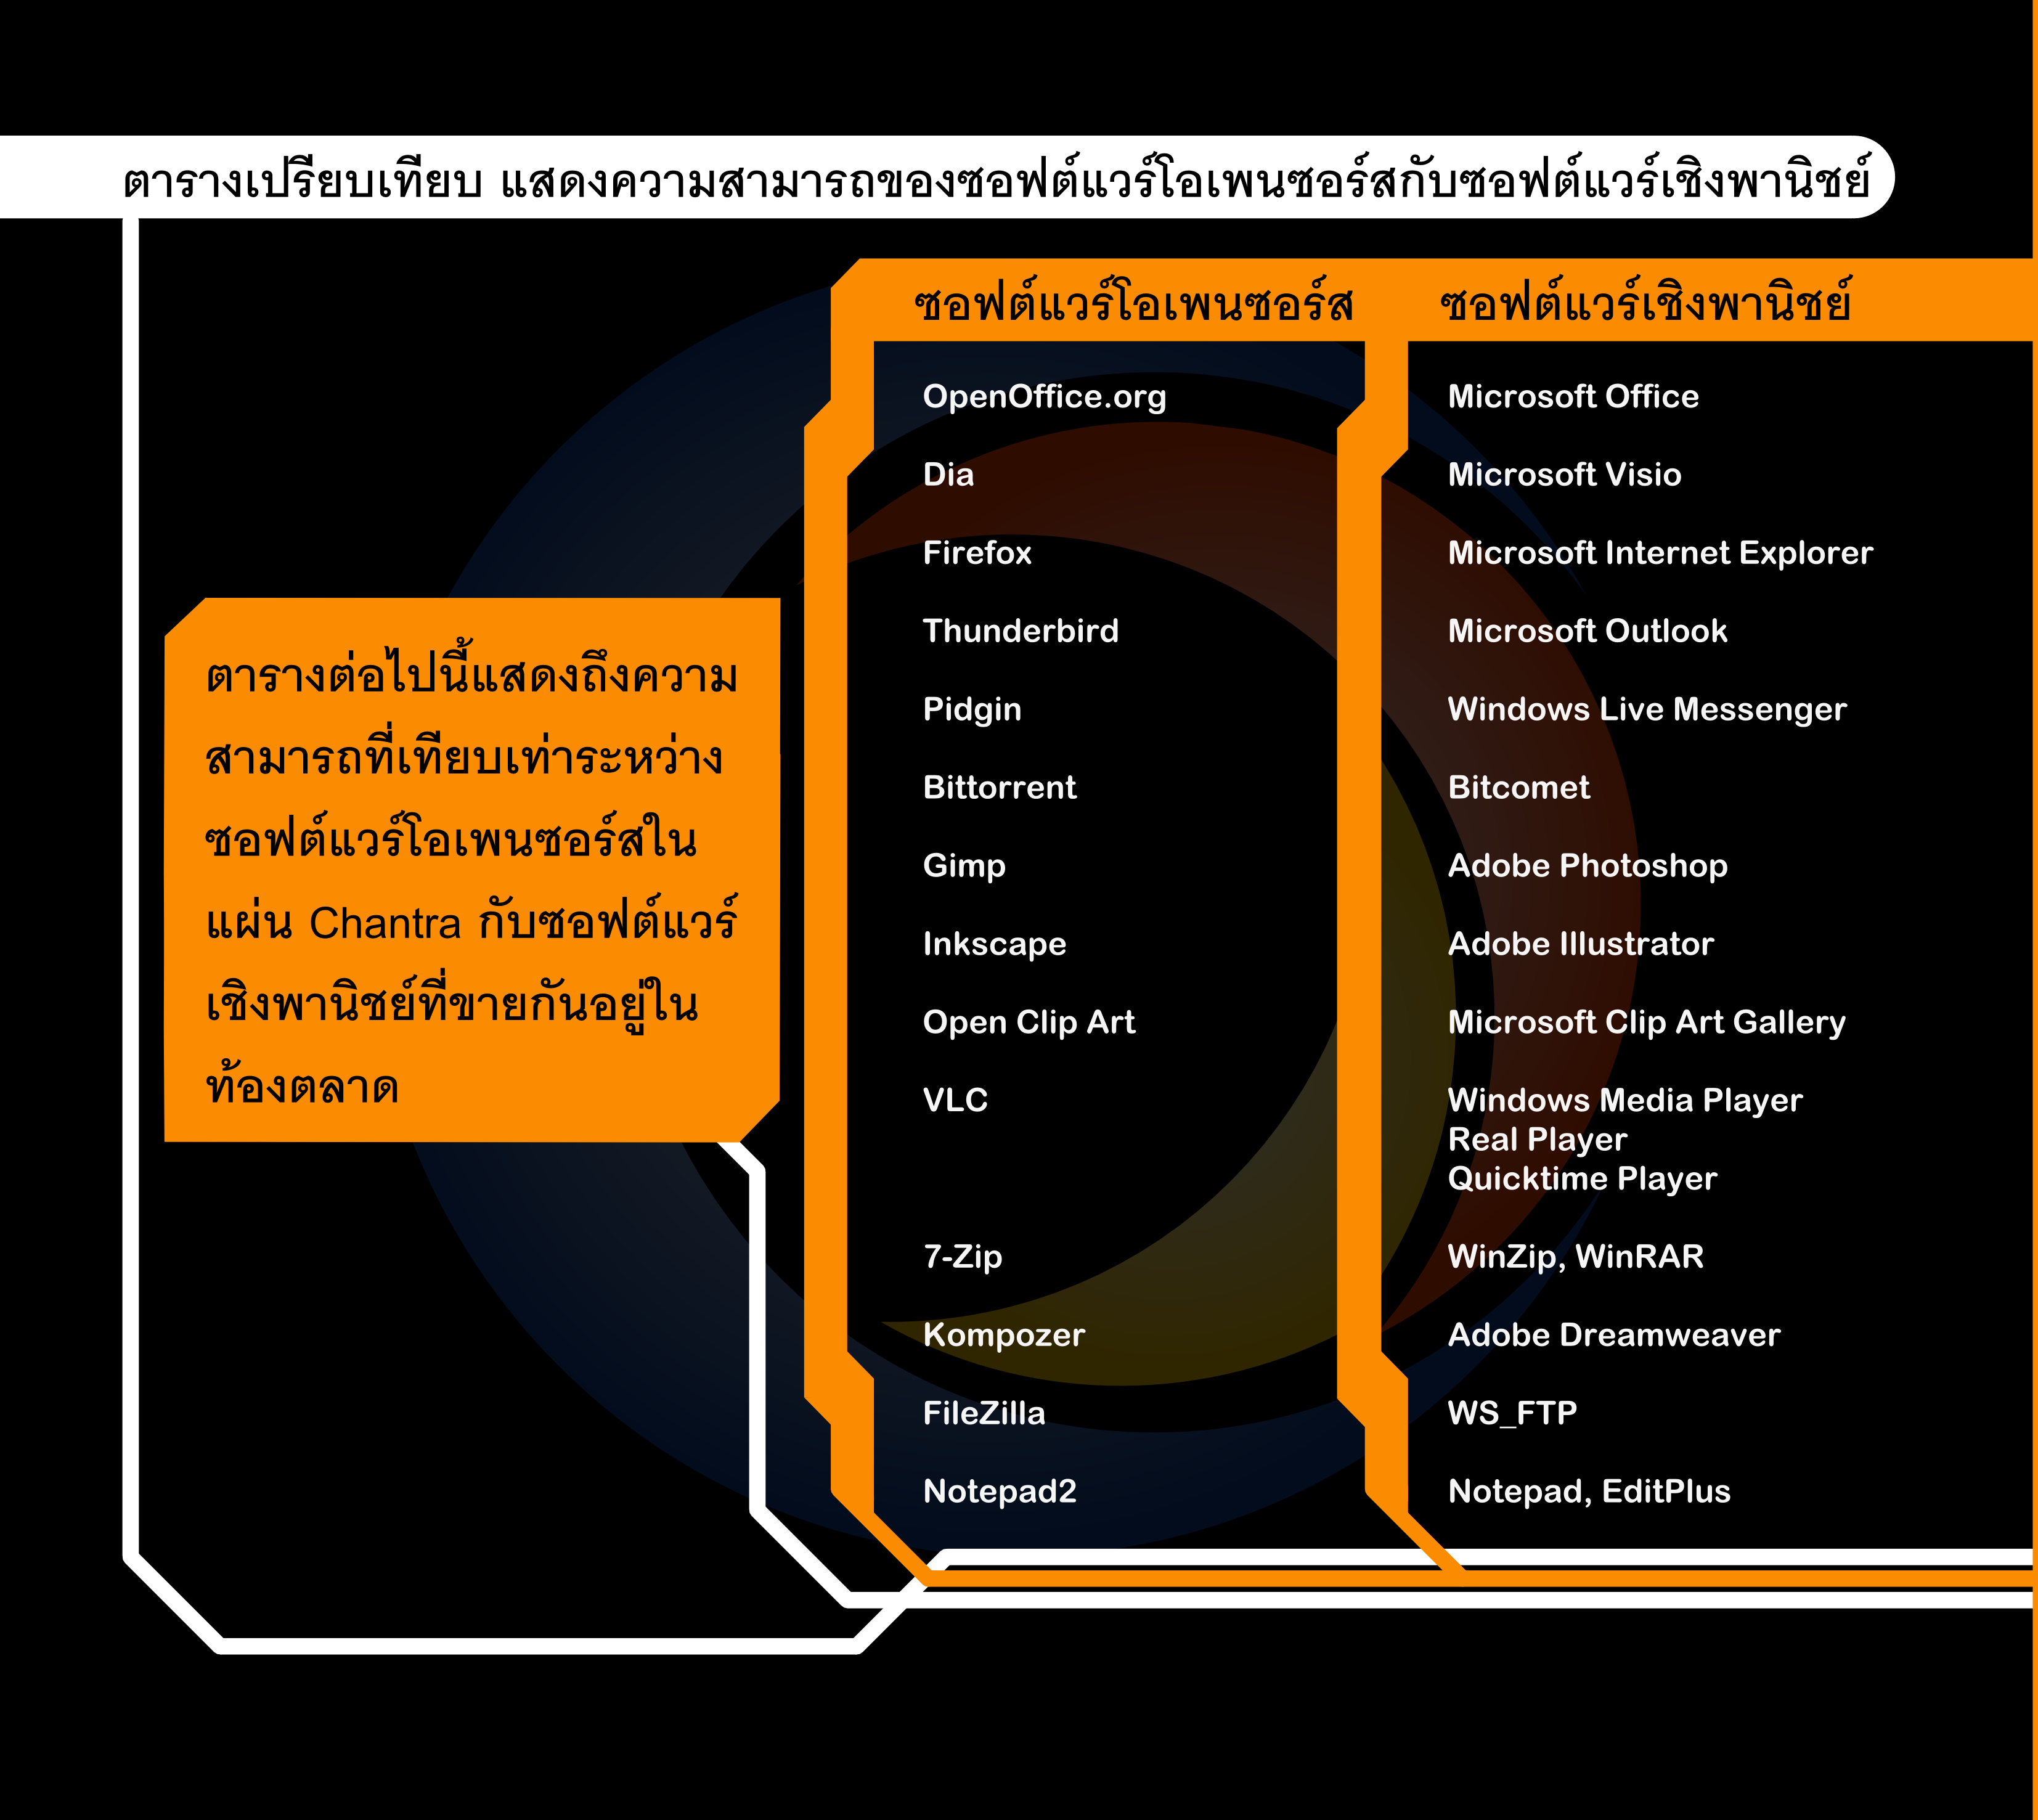 ตารางเปรียบเทียบ แสดงความสามารถของซอฟต์แวร์โอเพนซอร์สกับซอฟต์แวร์เชิงพานิชย์
ตารางต่อไปนี้แสดงถึงความ
สามารถที่เทียบเท่าระหว่าง
ซอฟต์แวร์โอเพนซอร์สใน
แผ่น Chantra กับซอฟต์แวร์
เชิงพานิชย์ที่ขายกันอยู่ใน
ท้องตลาด
ซอฟต์แวร์โอเพนซอร์ส ซอฟต์แวร์เชิงพานิชย์
OpenOffice.org Microsoft Office
Dia Microsoft Visio
Firefox Microsoft Internet Explorer
Thunderbird Microsoft Outlook
Pidgin Windows Live Messenger
Bittorrent Bitcomet
Gimp Adobe Photoshop
Inkscape Adobe Illustrator
Open Clip Art Microsoft Clip Art Gallery
VLC Windows Media Player
Real Player
Quicktime Player
7-Zip WinZip, WinRAR
Kompozer Adobe Dreamweaver
FileZilla WS_FTP
Notepad2 Notepad, EditPlus